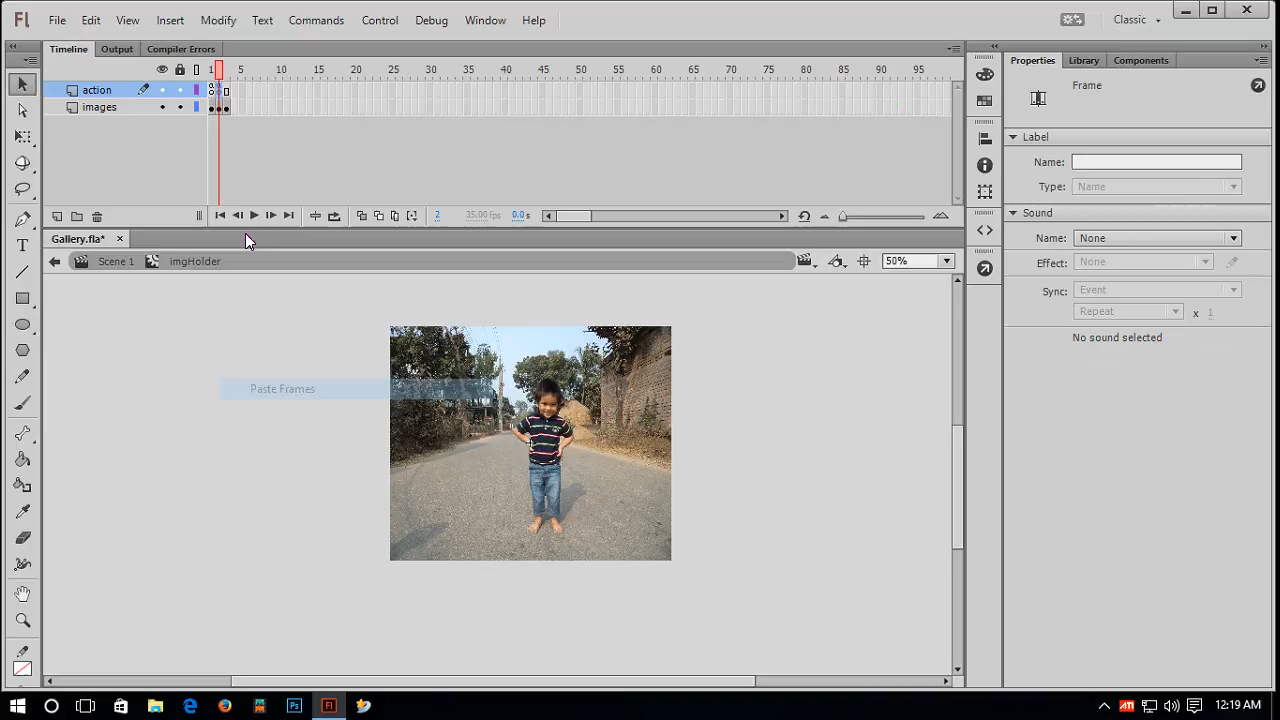 Fl File Edit View Insert Modify Text Commands Control Debug Window Help Classic
Timeline Output Compiler Errors
Properties Library Components
1 5 10 15 20 25 30 35 40 45 50 55 60 65 70 75 80 85 90 95
action
images
Frame
Label
Name:
Type: Name
2 35.00 fps 0.0 s
Sound
Gallery.fla* ×
Name: None
Scene 1 imgHolder 50%
Effect: None
Sync: Event
Repeat x 1
No sound selected
Paste Frames
Ps Fl ATI 12:19 AM